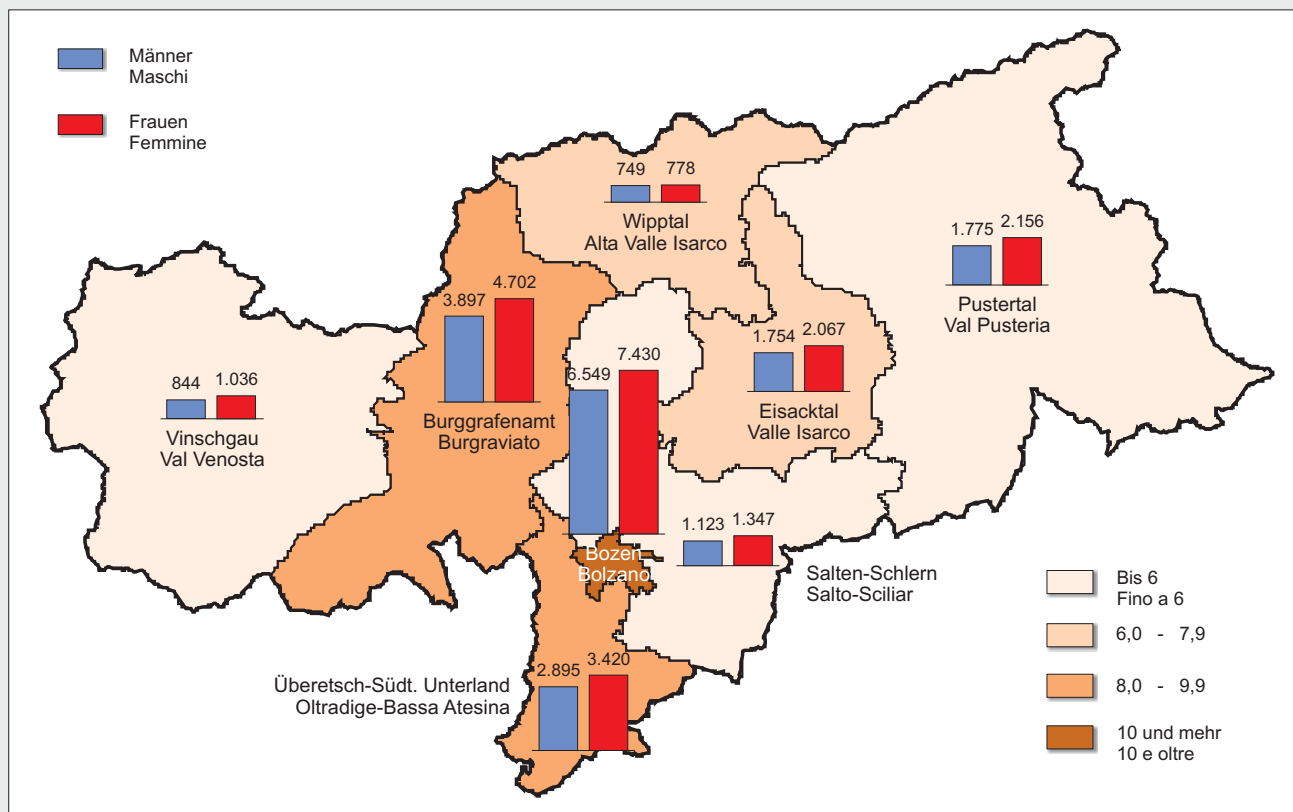 Männer
Maschi
Frauen
Femmine
749 778
Wipptal
Alta Valle Isarco
1.775 2.156
Pustertal
Val Pusteria
3.897 4.702
Burggrafenamt
Burgraviato
1.754 2.067
Eisacktal
Valle Isarco
844 1.036
Vinschgau
Val Venosta
6.549 7.430
Bozen
Bolzano
1.123 1.347
Salten-Schlern
Salto-Sciliar
2.895 3.420
Überetsch-Südt. Unterland
Oltradige-Bassa Atesina
Bis 6
Fino a 6
6,0 - 7,9
8,0 - 9,9
10 und mehr
10 e oltre